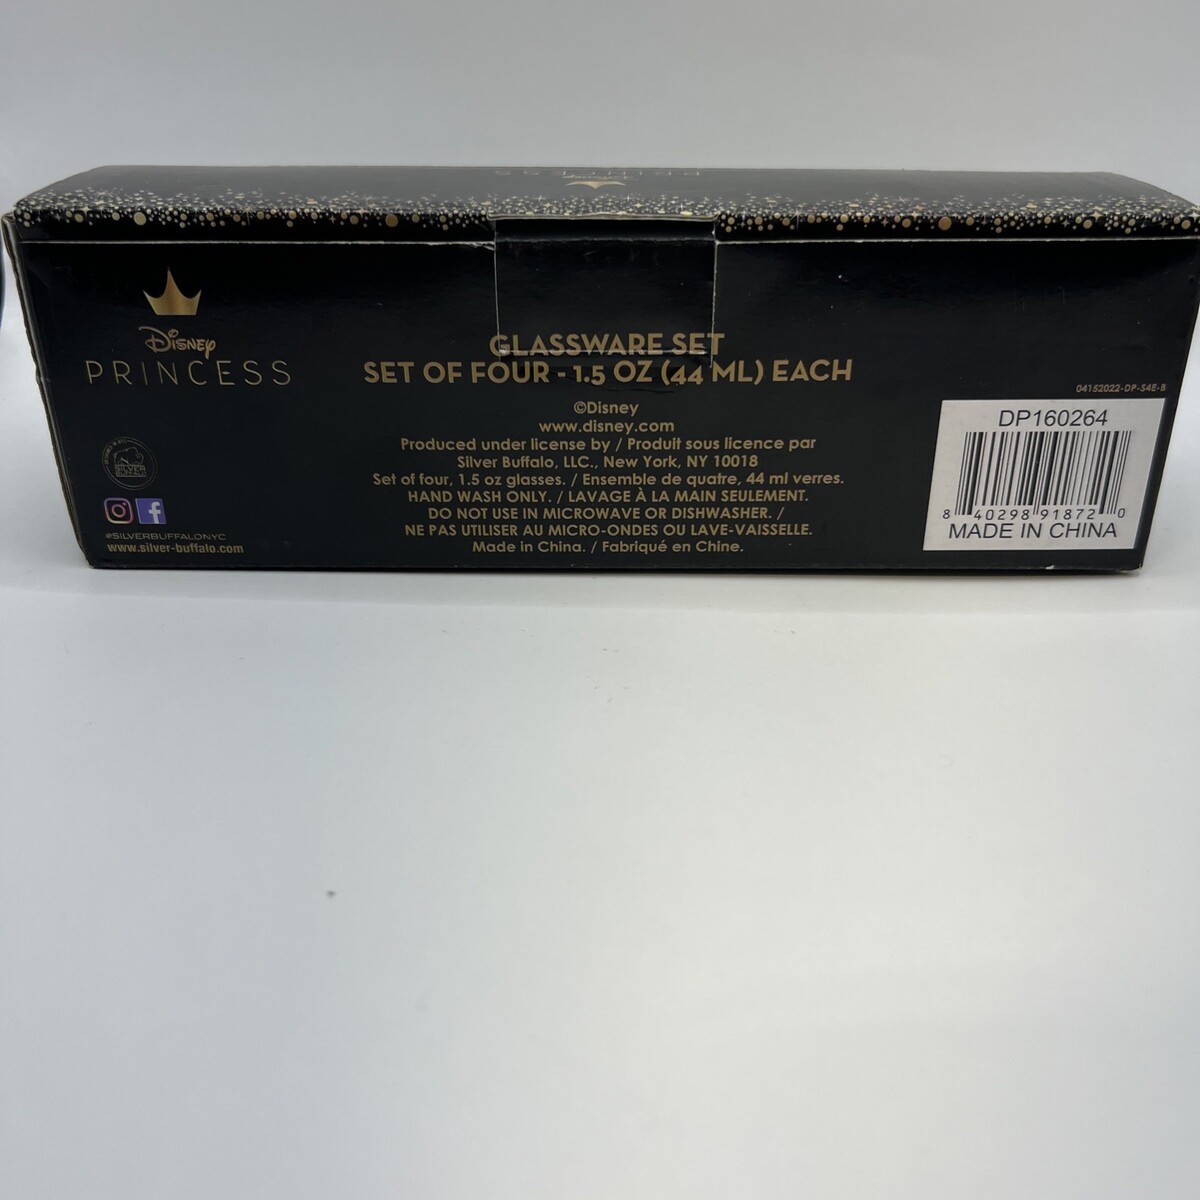 Disney
PRINCESS
Disney
PRINCESS
SILVER
BUFFALO
#SILVERBUFFALONYC
www.silver-buffalo.com
GLASSWARE SET
SET OF FOUR - 1.5 OZ (44 ML) EACH
©Disney
www.disney.com
Produced under license by / Produit sous licence par
Silver Buffalo, LLC., New York, NY 10018
Set of four, 1.5 oz glasses. / Ensemble de quatre, 44 ml verres.
HAND WASH ONLY. / LAVAGE À LA MAIN SEULEMENT.
DO NOT USE IN MICROWAVE OR DISHWASHER. /
NE PAS UTILISER AU MICRO-ONDES OU LAVE-VAISSELLE.
Made in China. / Fabriqué en Chine.
04152022-DP-S4E-B
DP160264
8 40298 91872 0
MADE IN CHINA